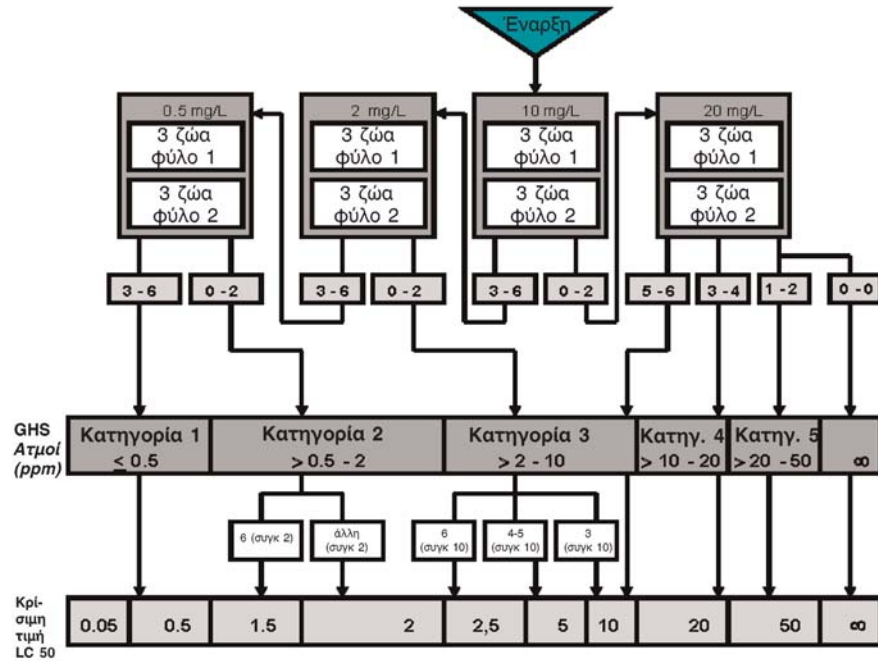 Έναρξη
0.5 mg/L
2 mg/L
10 mg/L
20 mg/L
3 ζώα
φύλο 1
3 ζώα
φύλο 1
3 ζώα
φύλο 1
3 ζώα
φύλο 1
3 ζώα
φύλο 2
3 ζώα
φύλο 2
3 ζώα
φύλο 2
3 ζώα
φύλο 2
3 - 6
0 - 2
3 - 6
0 - 2
3 - 6
0 - 2
5 - 6
3 - 4
1 - 2
0 - 0
GHS
Ατμοί
(ppm)
Κατηγορία 1
≤ 0.5
Κατηγορία 2
> 0.5 - 2
Κατηγορία 3
> 2 - 10
Κατηγ. 4
> 10 - 20
Κατηγ. 5
> 20 - 50
∞
6 (συγκ 2)
άλλη
(συγκ 2)
6
(συγκ 10)
4-5
(συγκ 10)
3
(συγκ 10)
Κρί-
σιμη
τιμή
LC 50
0.05
0.5
1.5
2
2,5
5
10
20
50
∞